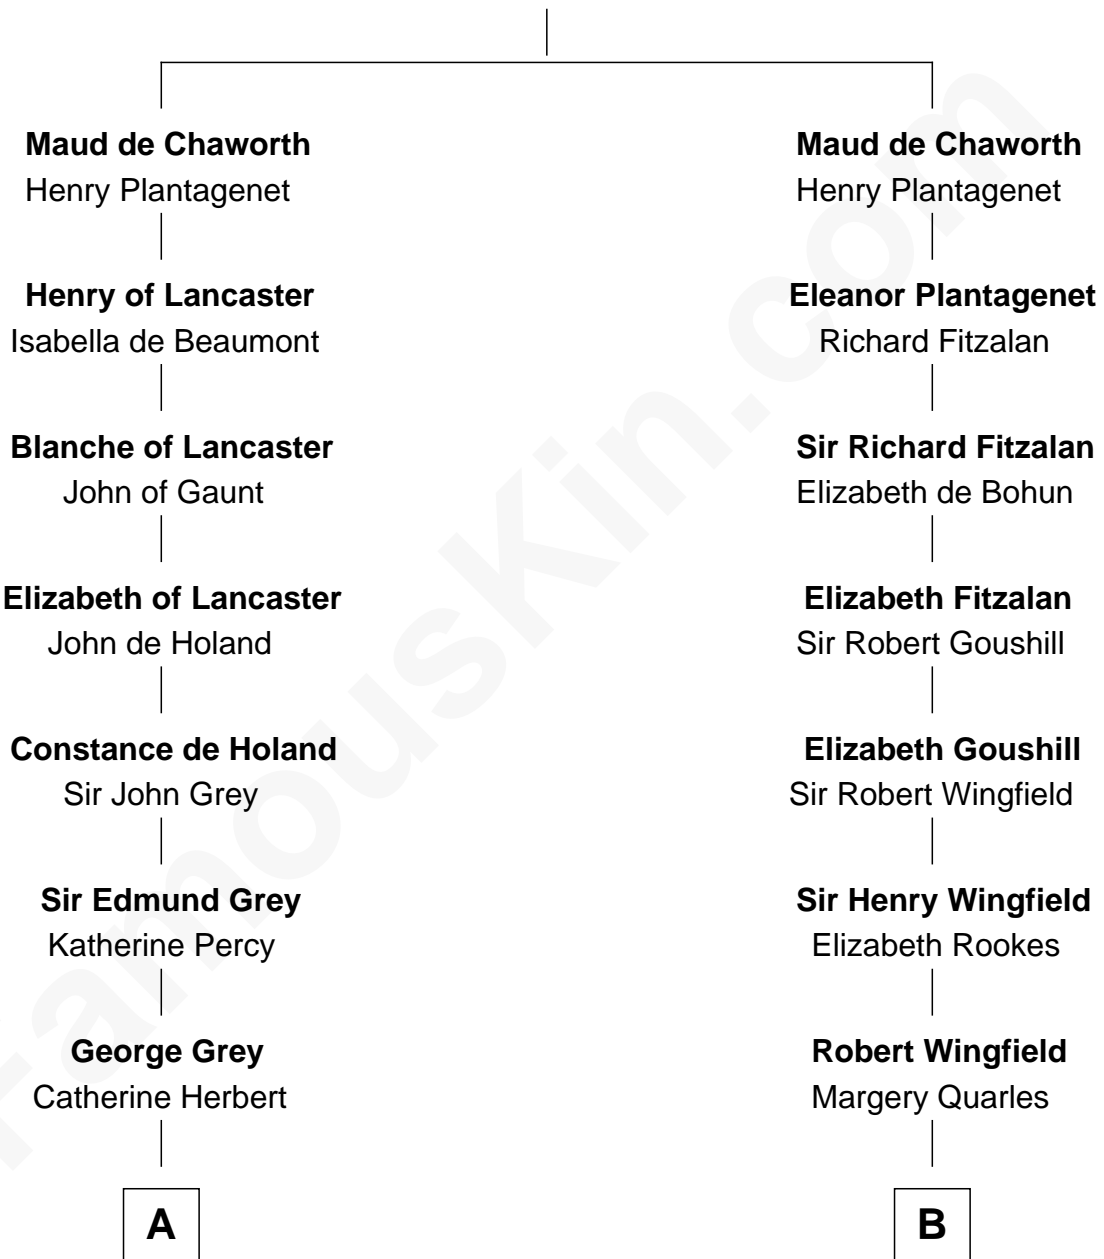 Maud de Chaworth
Henry Plantagenet
Henry of Lancaster
Isabella de Beaumont
Blanche of Lancaster
John of Gaunt
Elizabeth of Lancaster
John de Holand
Constance de Holand
Sir John Grey
Sir Edmund Grey
Katherine Percy
George Grey
Catherine Herbert
A
Maud de Chaworth
Henry Plantagenet
Eleanor Plantagenet
Richard Fitzalan
Sir Richard Fitzalan
Elizabeth de Bohun
Elizabeth Fitzalan
Sir Robert Goushill
Elizabeth Goushill
Sir Robert Wingfield
Sir Henry Wingfield
Elizabeth Rookes
Robert Wingfield
Margery Quarles
B
FamousKin.com